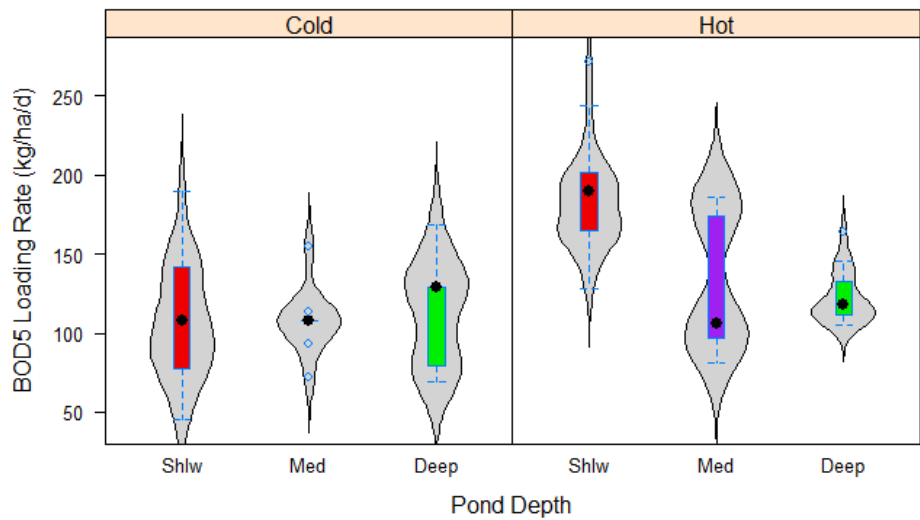 Cold Hot
BOD5 Loading Rate (kg/ha/d)
250
200
150
100
50
Shlw Med Deep Shlw Med Deep
Pond Depth